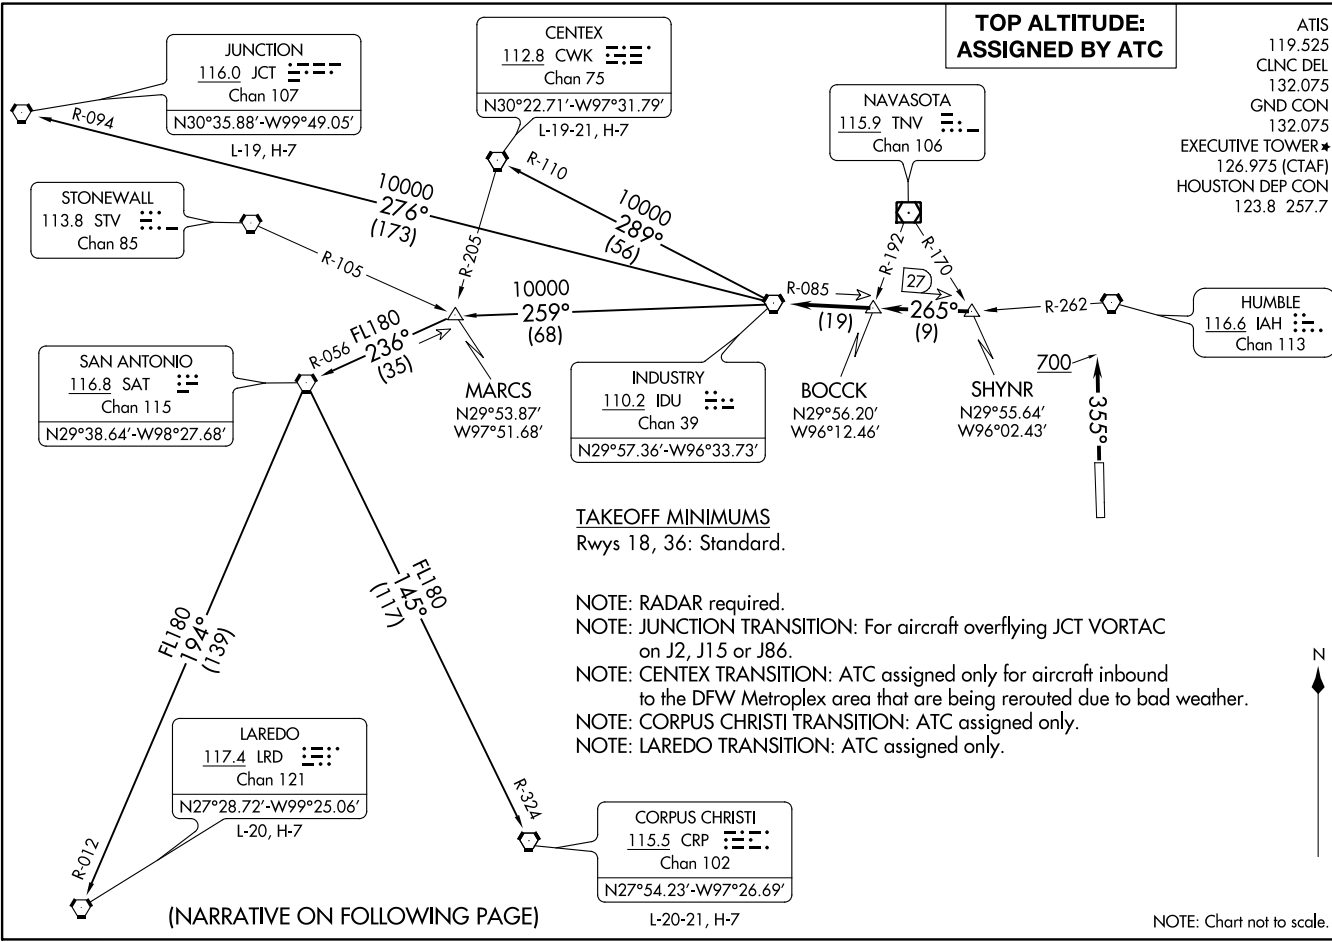 TOP ALTITUDE:
ASSIGNED BY ATC
ATIS
119.525
CLNC DEL
132.075
GND CON
132.075
EXECUTIVE TOWER★
126.975 (CTAF)
HOUSTON DEP CON
123.8 257.7
JUNCTION
116.0 JCT
Chan 107
N30°35.88′-W99°49.05′
L-19, H-7
CENTEX
112.8 CWK
Chan 75
N30°22.71′-W97°31.79′
L-19-21, H-7
NAVASOTA
115.9 TNV
Chan 106
STONEWALL
113.8 STV
Chan 85
R-094
R-110
R-105
R-205
R-192
R-170
10000
276°
(173)
10000
289°
(56)
10000
259°
(68)
R-085
(19)
27
265°
(9)
R-262
HUMBLE
116.6 IAH
Chan 113
R-056
FL180
236°
(35)
SAN ANTONIO
116.8 SAT
Chan 115
N29°38.64′-W98°27.68′
MARCS
N29°53.87′
W97°51.68′
INDUSTRY
110.2 IDU
Chan 39
N29°57.36′-W96°33.73′
BOCCK
N29°56.20′
W96°12.46′
SHYNR
N29°55.64′
W96°02.43′
700
355°
TAKEOFF MINIMUMS
Rwys 18, 36: Standard.
NOTE: RADAR required.
NOTE: JUNCTION TRANSITION: For aircraft overflying JCT VORTAC
on J2, J15 or J86.
NOTE: CENTEX TRANSITION: ATC assigned only for aircraft inbound
to the DFW Metroplex area that are being rerouted due to bad weather.
NOTE: CORPUS CHRISTI TRANSITION: ATC assigned only.
NOTE: LAREDO TRANSITION: ATC assigned only.
FL180
194°
(139)
FL180
145°
(117)
LAREDO
117.4 LRD
Chan 121
N27°28.72′-W99°25.06′
L-20, H-7
R-012
R-324
CORPUS CHRISTI
115.5 CRP
Chan 102
N27°54.23′-W97°26.69′
L-20-21, H-7
N
(NARRATIVE ON FOLLOWING PAGE)
NOTE: Chart not to scale.